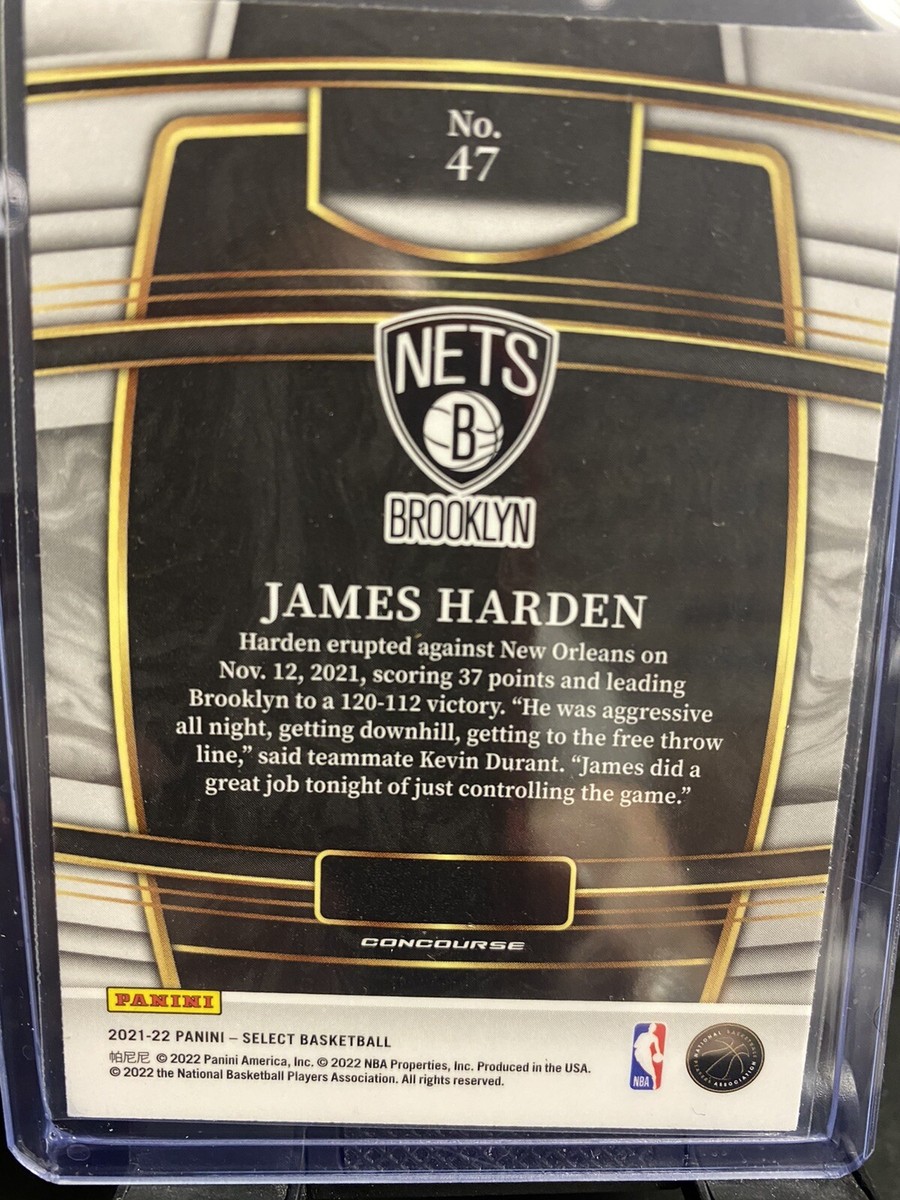 No.
47
NETS
B
BROOKLYN
JAMES HARDEN
Harden erupted against New Orleans on
Nov. 12, 2021, scoring 37 points and leading
Brooklyn to a 120-112 victory. “He was aggressive
all night, getting downhill, getting to the free throw
line,” said teammate Kevin Durant. “James did a
great job tonight of just controlling the game.”
CONCOURSE
PANINI
2021-22 PANINI – SELECT BASKETBALL
帕尼尼 © 2022 Panini America, Inc. © 2022 NBA Properties, Inc. Produced in the USA.
© 2022 the National Basketball Players Association. All rights reserved.
NBA
NATIONAL BASKETBALL
PLAYERS ASSOCIATION